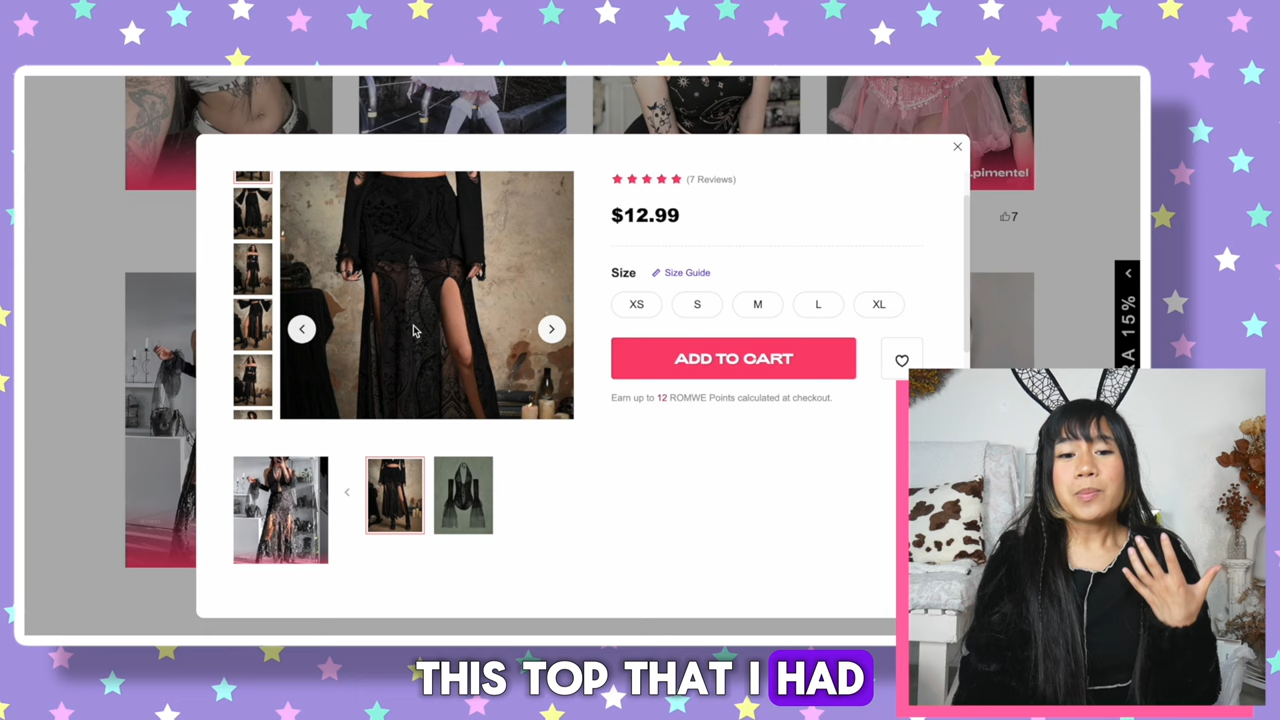 .pimentel
(7 Reviews)
$12.99
7
Size Size Guide
XS S M L XL
A 15%
ADD TO CART
Earn up to 12 ROMWE Points calculated at checkout.
THIS TOP THAT I HAD